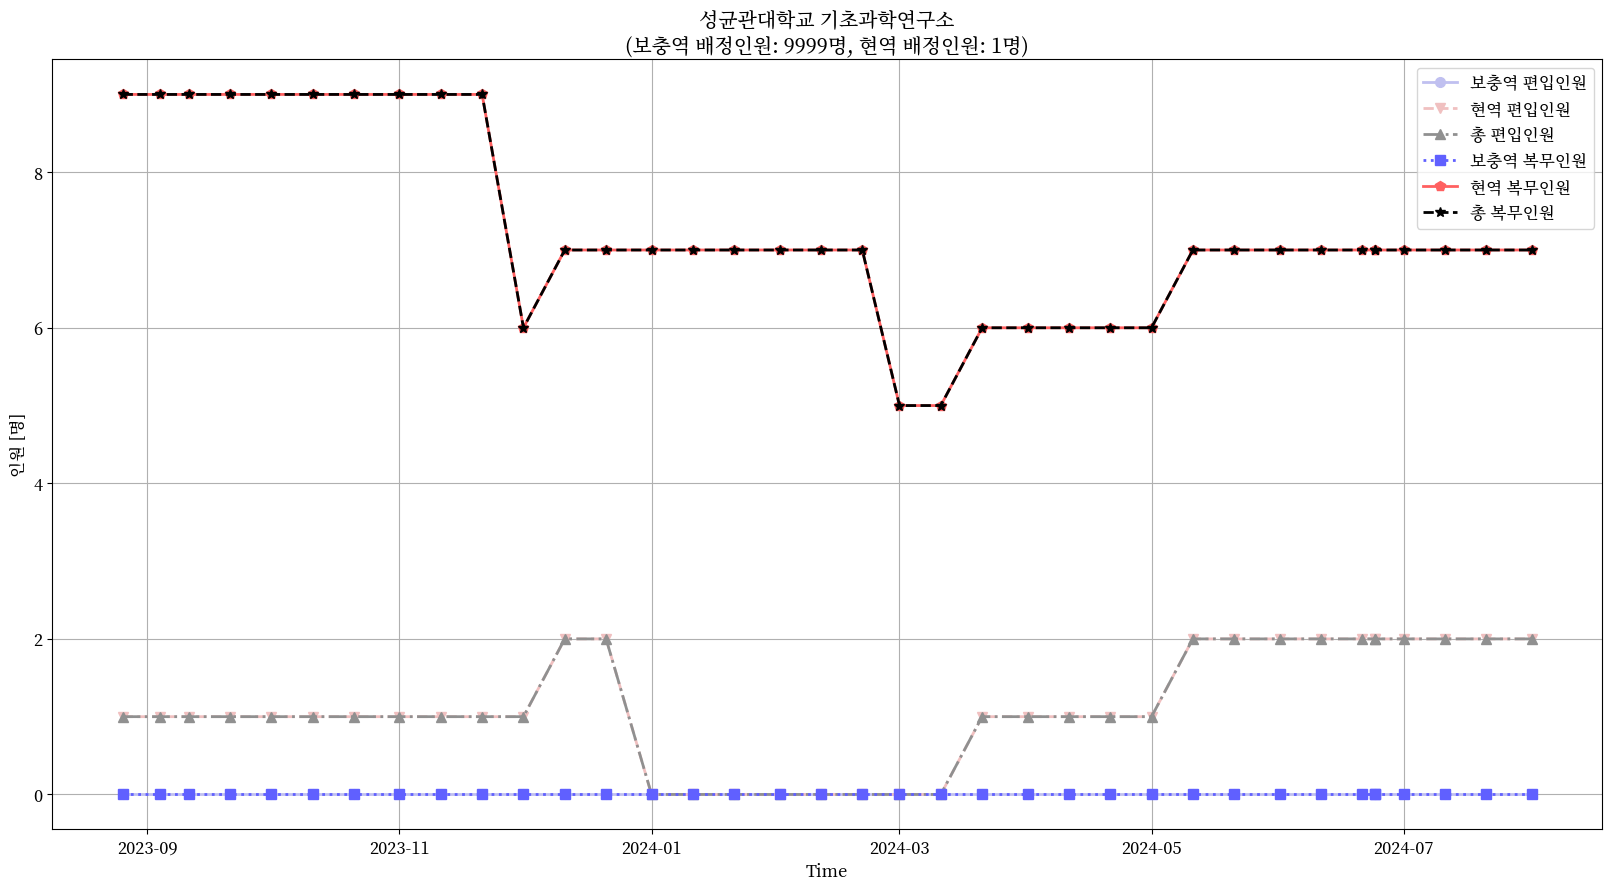 성균관대학교 기초과학연구소
(보충역 배정인원: 9999명, 현역 배정인원: 1명)
보충역 편입인원
현역 편입인원
총 편입인원
보충역 복무인원
현역 복무인원
총 복무인원
인원 [명]
8
6
4
2
0
2023-09
2023-11
2024-01
2024-03
2024-05
2024-07
Time